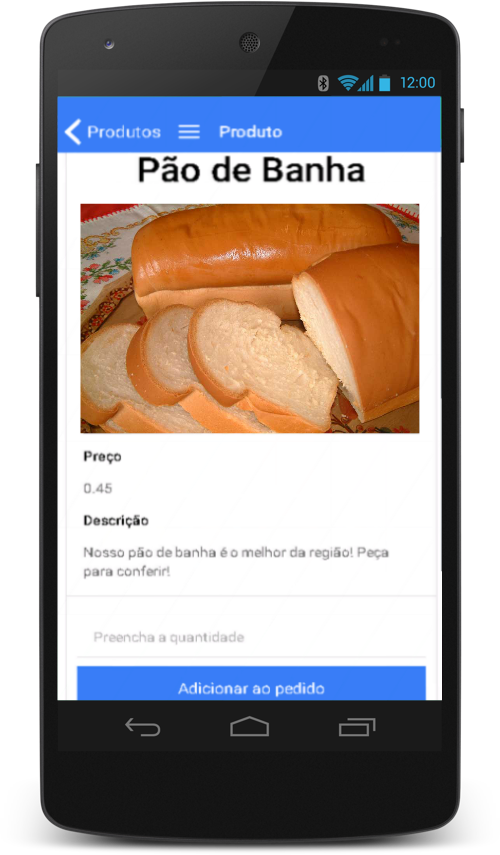 12:00
Produtos Produto
Pão de Banha
Preço
0.45
Descrição
Nosso pão de banha é o melhor da região! Peça
para conferir!
Preencha a quantidade
Adicionar ao pedido